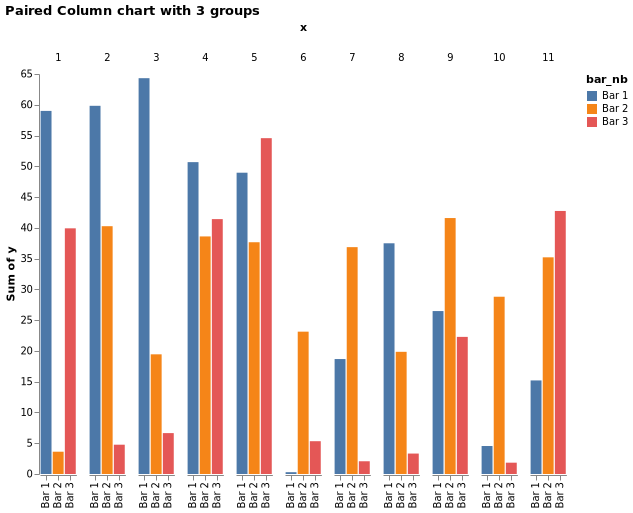 Paired Column chart with 3 groups
x
1 2 3 4 5 6 7 8 9 10 11
bar_nb
Bar 1
Bar 2
Bar 3
Sum of y
65
60
55
50
45
40
35
30
25
20
15
10
5
0
Bar 1 Bar 2 Bar 3 Bar 1 Bar 2 Bar 3 Bar 1 Bar 2 Bar 3 Bar 1 Bar 2 Bar 3 Bar 1 Bar 2 Bar 3 Bar 1 Bar 2 Bar 3 Bar 1 Bar 2 Bar 3 Bar 1 Bar 2 Bar 3 Bar 1 Bar 2 Bar 3 Bar 1 Bar 2 Bar 3 Bar 1 Bar 2 Bar 3